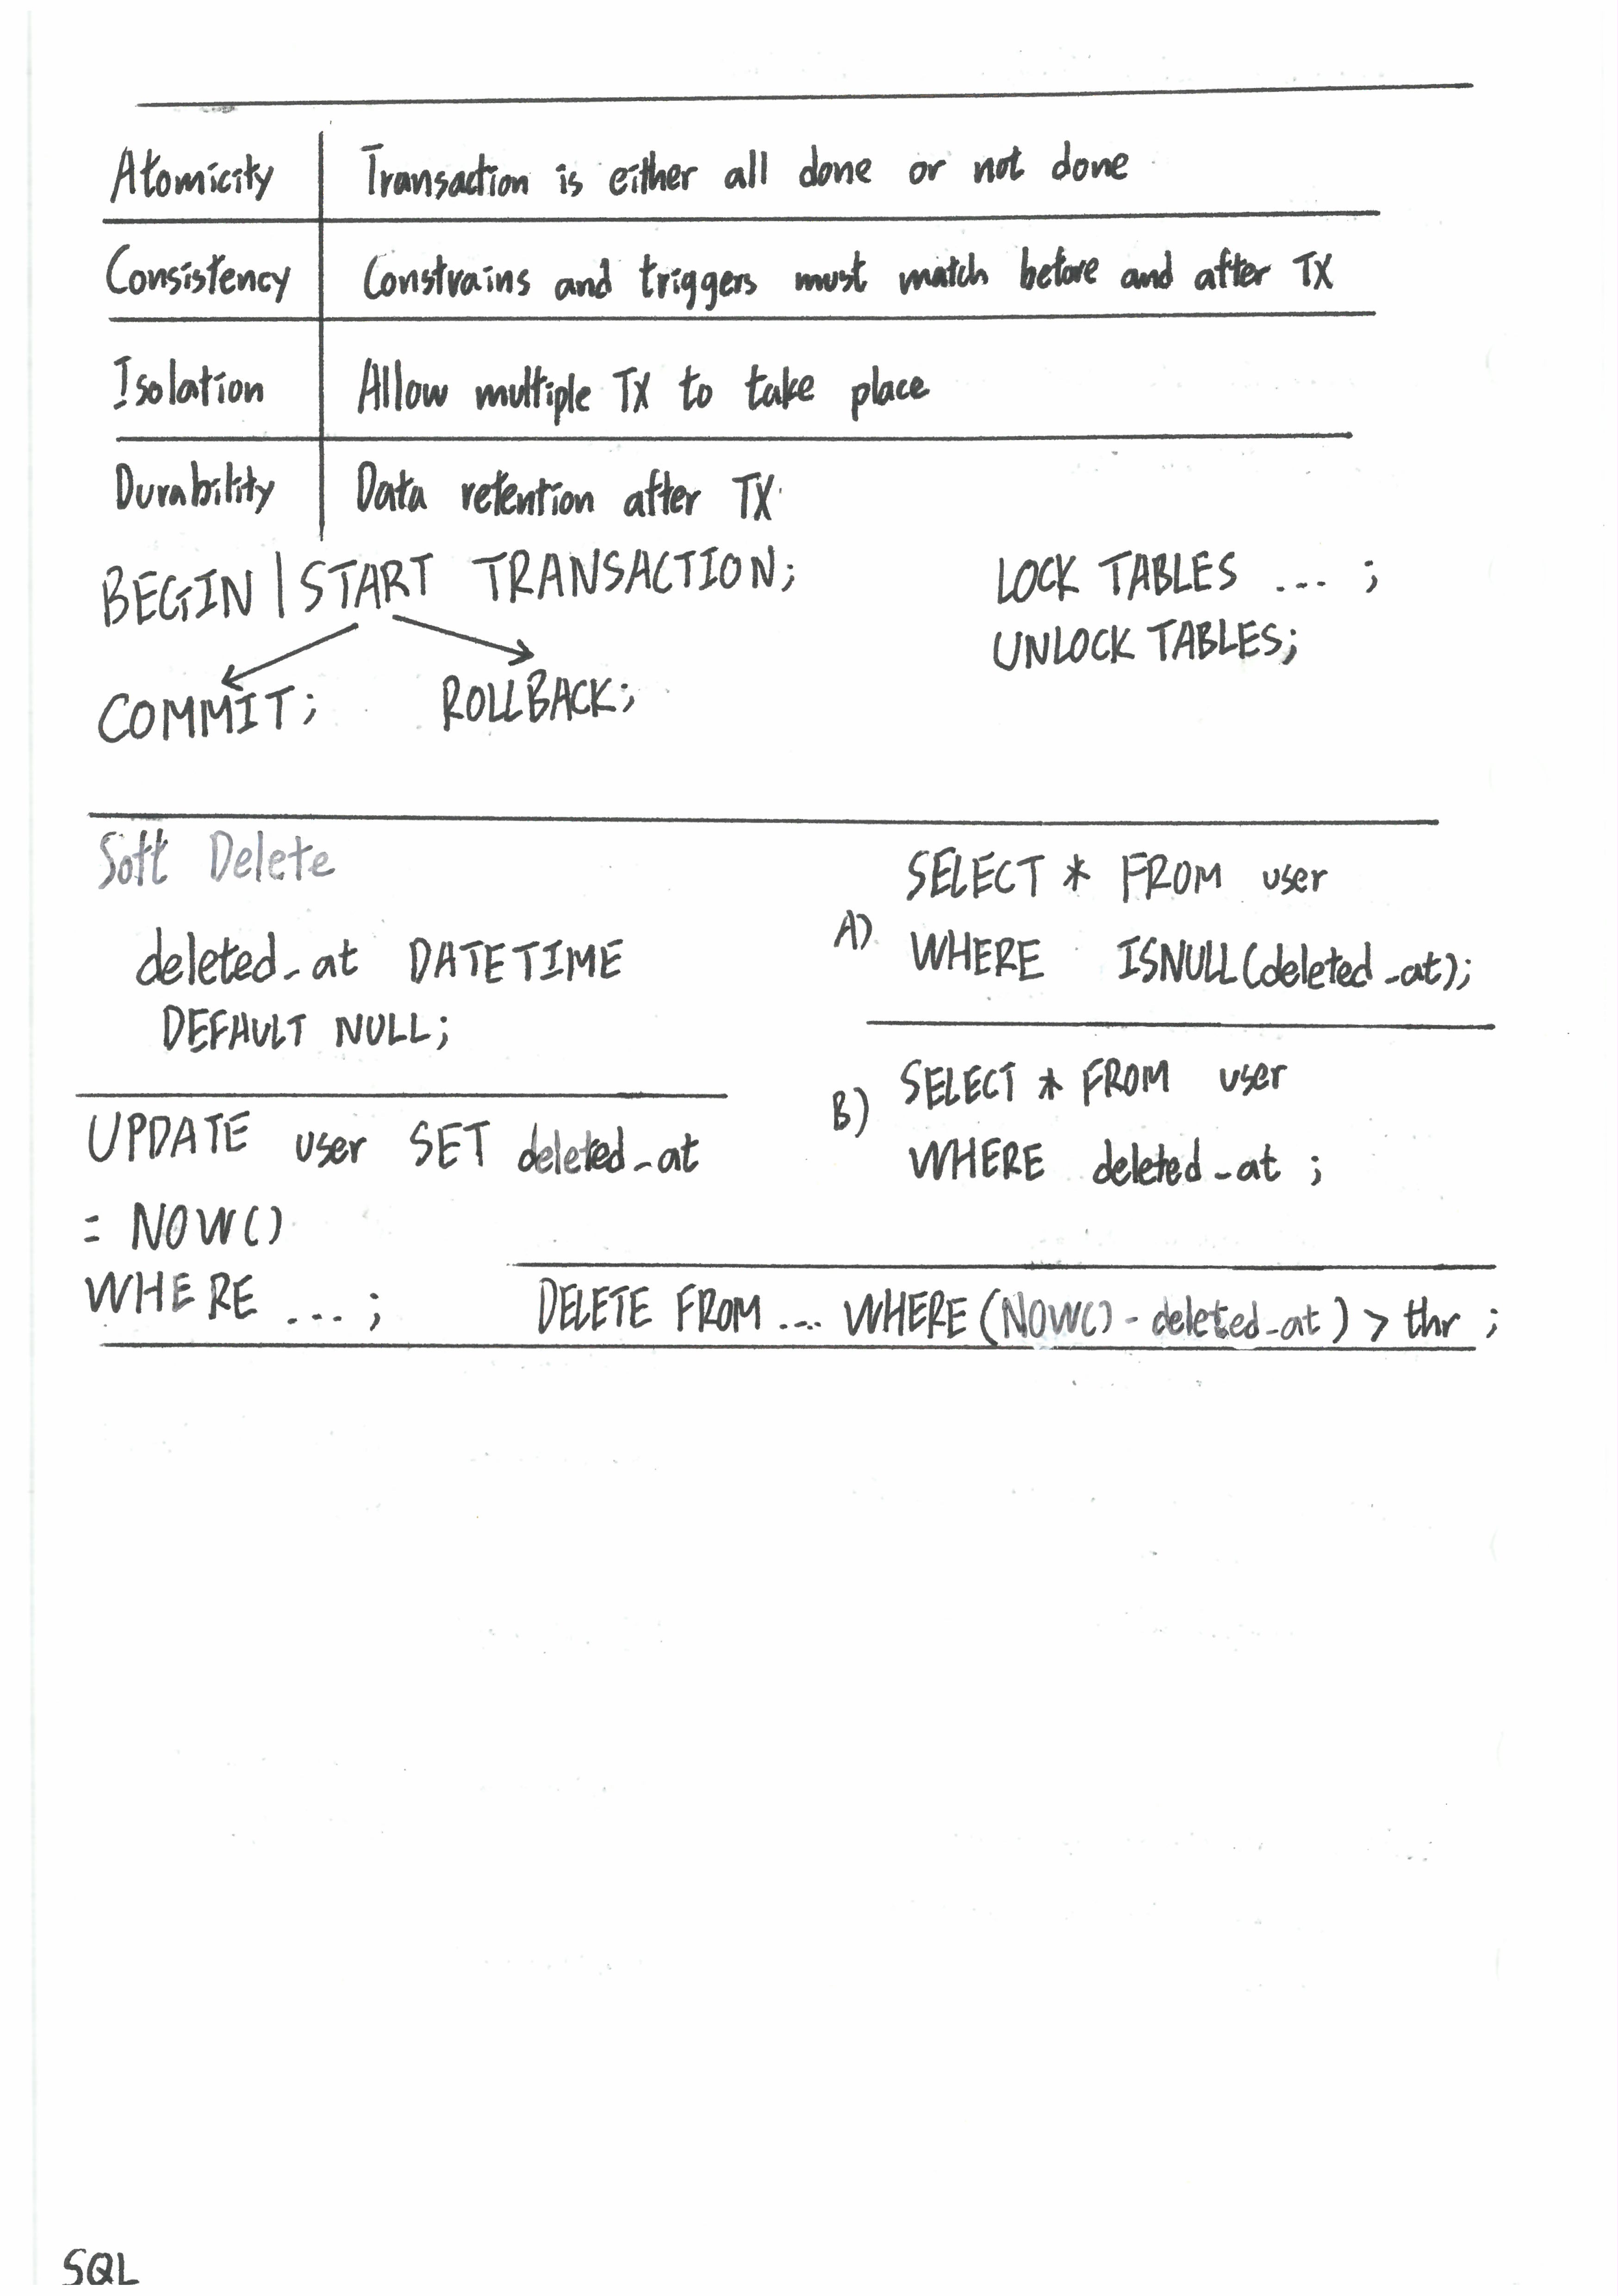 Atomicity Transaction is either all done or not done
Consistency Constrains and triggers must match before and after TX
Isolation Allow multiple TX to take place
Durability Data retention after TX
BEGIN | START TRANSACTION;
COMMIT; ROLLBACK;
LOCK TABLES ... ;
UNLOCK TABLES;
Soft Delete
deleted_at DATETIME
DEFAULT NULL;
UPDATE user SET deleted_at
= NOW()
WHERE ... ;
A) SELECT * FROM user
WHERE ISNULL(deleted_at);
B) SELECT * FROM user
WHERE deleted_at ;
DELETE FROM ... WHERE (NOW() - deleted_at) > thr ;
SQL